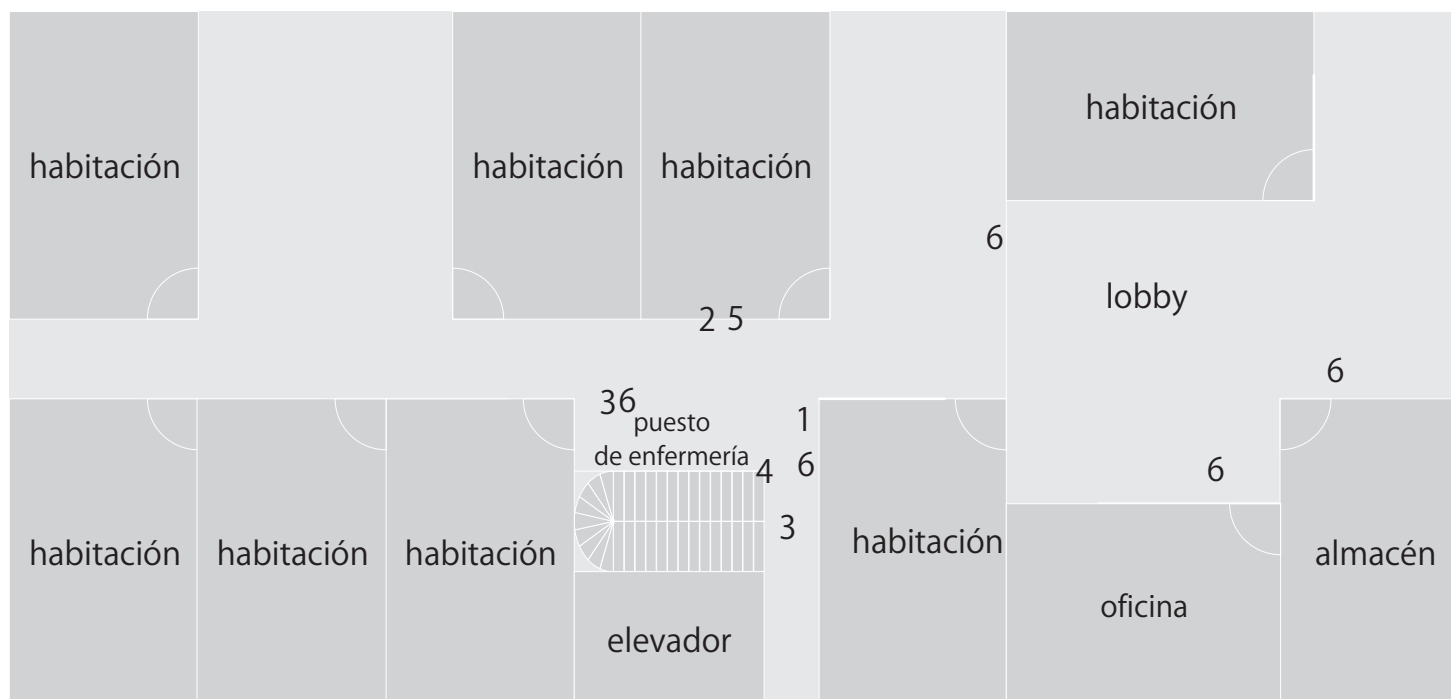 habitación
habitación
habitación
habitación
6
lobby
2 5
6
36
1
puesto
de enfermería
4
6
6
3
habitación
habitación
habitación
habitación
almacén
oficina
elevador